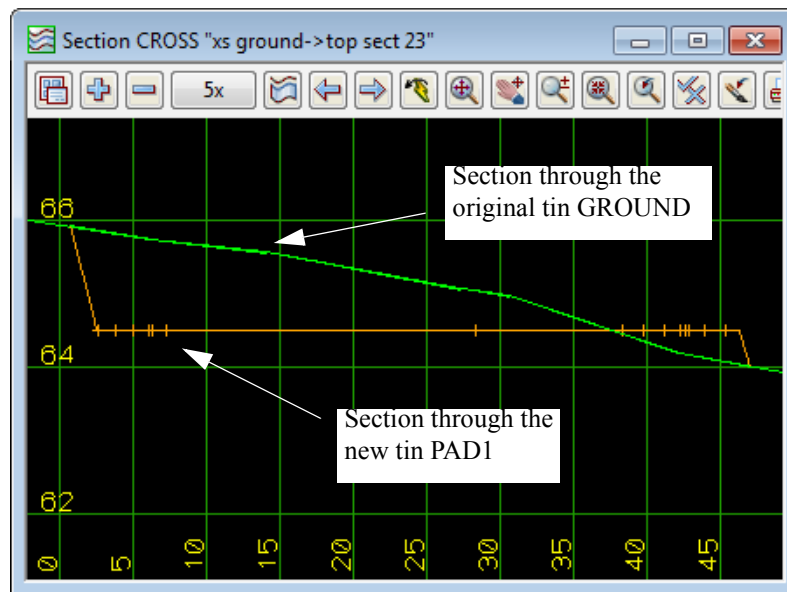 Section CROSS "xs ground->top sect 23"
5x
Section through the
original tin GROUND
66
64
Section through the
new tin PAD1
62
0 5 10 15 20 25 30 35 40 45